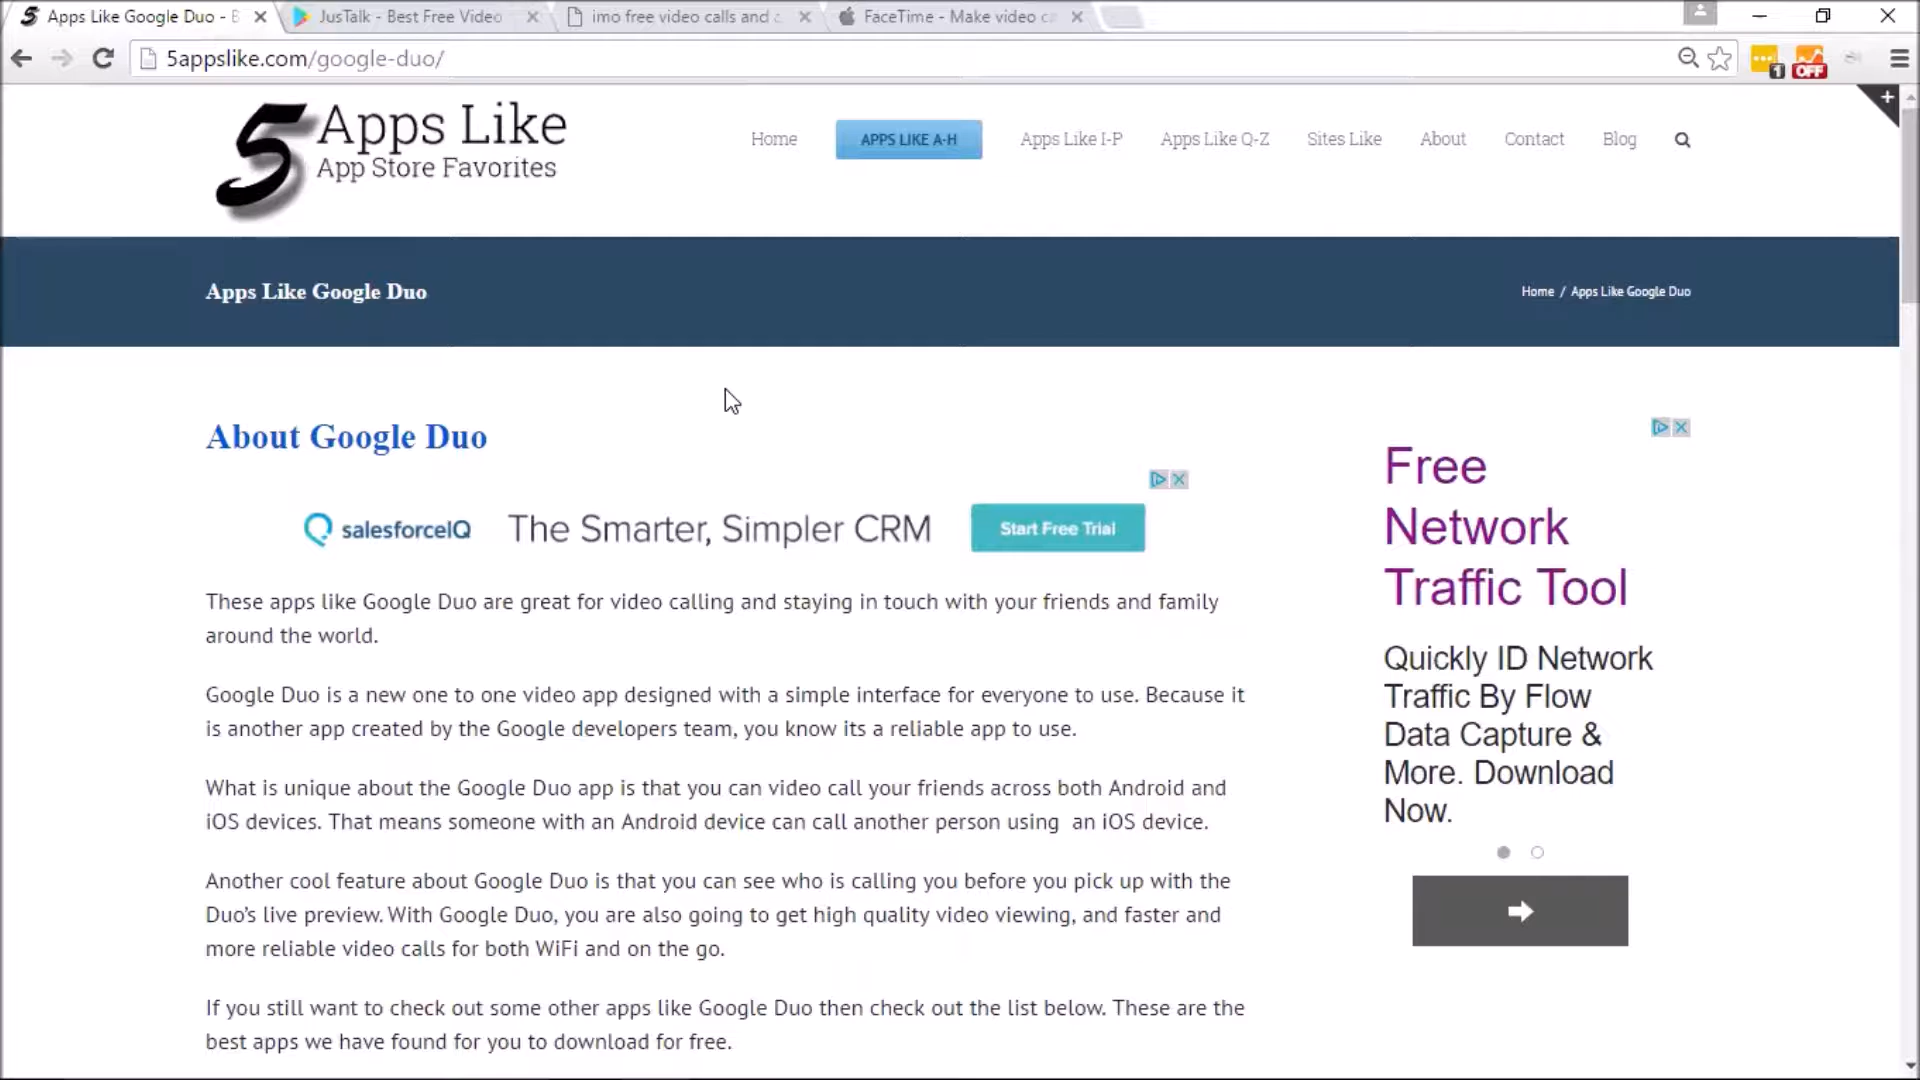 Apps Like Google Duo - B
JusTalk - Best Free Video
imo free video calls and
FaceTime - Make video c
5appslike.com/google-duo/
1
OFF
5 Apps Like
App Store Favorites
Home
APPS LIKE A-H
Apps Like I-P
Apps Like Q-Z
Sites Like
About
Contact
Blog
Apps Like Google Duo
Home / Apps Like Google Duo
About Google Duo
salesforceIQ
The Smarter, Simpler CRM
Start Free Trial
These apps like Google Duo are great for video calling and staying in touch with your friends and family
around the world.
Google Duo is a new one to one video app designed with a simple interface for everyone to use. Because it
is another app created by the Google developers team, you know its a reliable app to use.
What is unique about the Google Duo app is that you can video call your friends across both Android and
iOS devices. That means someone with an Android device can call another person using an iOS device.
Another cool feature about Google Duo is that you can see who is calling you before you pick up with the
Duo's live preview. With Google Duo, you are also going to get high quality video viewing, and faster and
more reliable video calls for both WiFi and on the go.
If you still want to check out some other apps like Google Duo then check out the list below. These are the
best apps we have found for you to download for free.
Free
Network
Traffic Tool
Quickly ID Network
Traffic By Flow
Data Capture &
More. Download
Now.